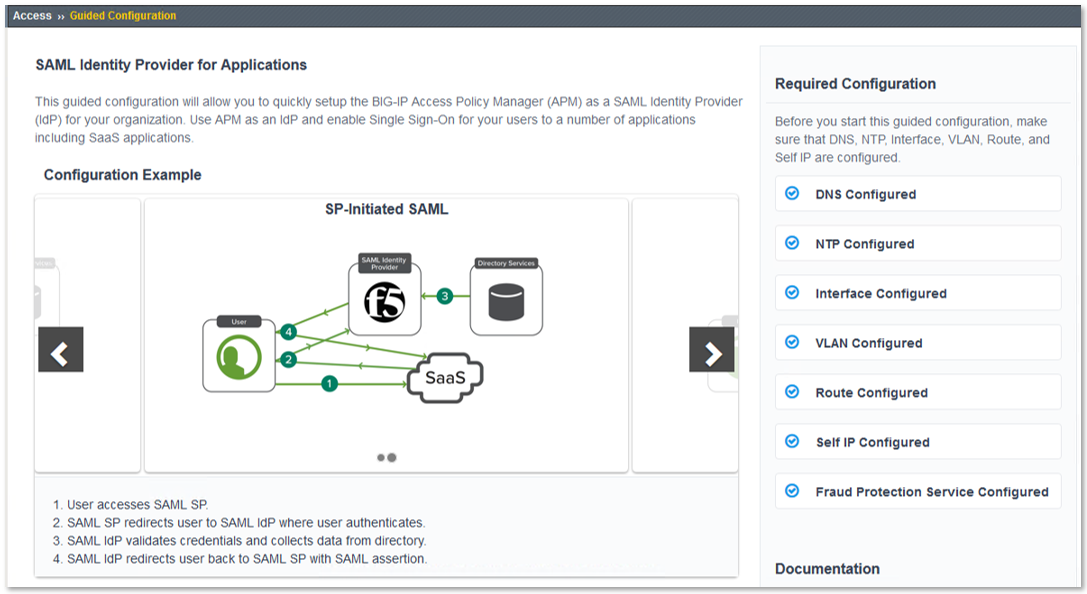 Access » Guided Configuration
SAML Identity Provider for Applications
This guided configuration will allow you to quickly setup the BIG-IP Access Policy Manager (APM) as a SAML Identity Provider
(IdP) for your organization. Use APM as an IdP and enable Single Sign-On for your users to a number of applications
including SaaS applications.
Configuration Example
SP-Initiated SAML
SAML Identity
Provider
Directory Services
f5
3
User
4
2
SaaS
1
1. User accesses SAML SP.
2. SAML SP redirects user to SAML IdP where user authenticates.
3. SAML IdP validates credentials and collects data from directory.
4. SAML IdP redirects user back to SAML SP with SAML assertion.
Required Configuration
Before you start this guided configuration, make
sure that DNS, NTP, Interface, VLAN, Route, and
Self IP are configured.
DNS Configured
NTP Configured
Interface Configured
VLAN Configured
Route Configured
Self IP Configured
Fraud Protection Service Configured
Documentation